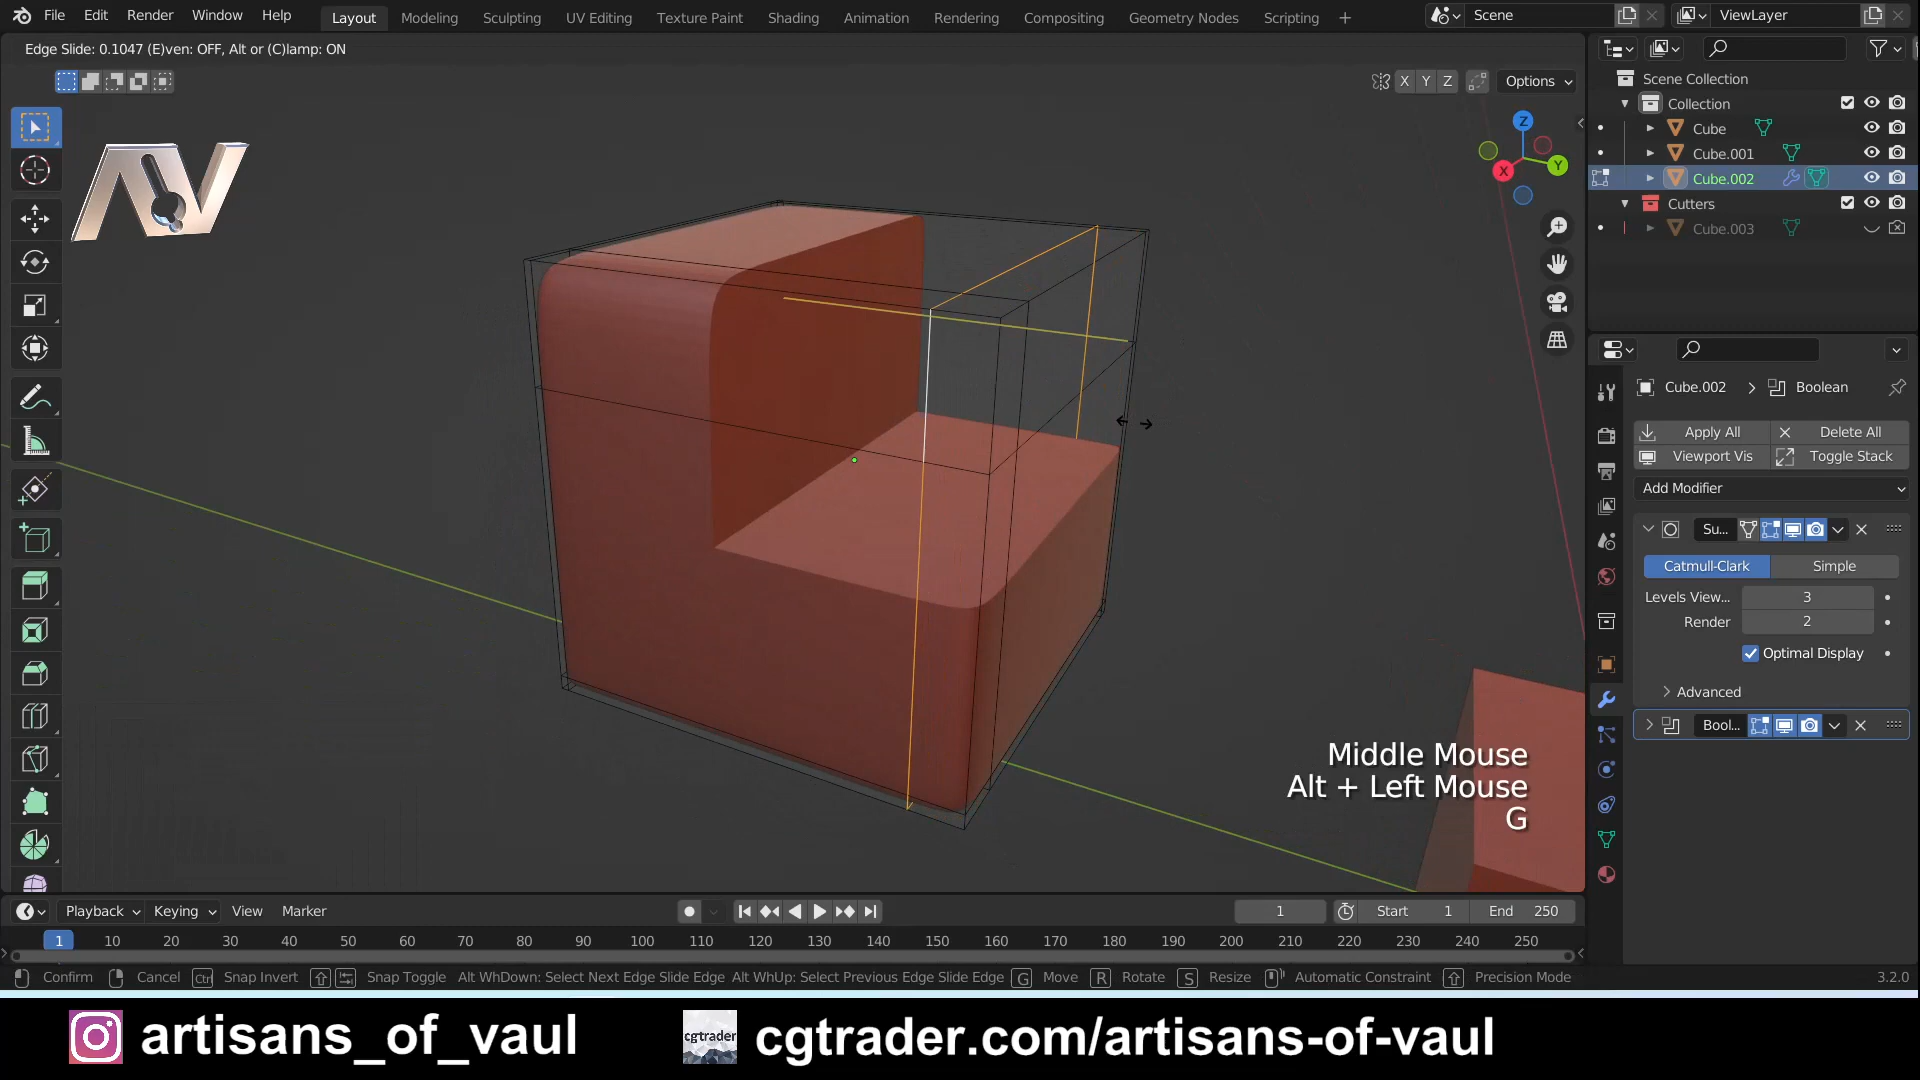 File Edit Render Window Help Layout Modeling Sculpting UV Editing Texture Paint Shading Animation Rendering Compositing Geometry Nodes Scripting + Scene ViewLayer
Edge Slide: 0.1047 (E)ven: OFF, Alt or (C)lamp: ON
X Y Z Options
Scene Collection
Collection
Cube
Cube.001
Cube.002
Cutters
Cube.003
Z
Y
X
AV
Cube.002 > Boolean
Apply All Delete All
Viewport Vis Toggle Stack
Add Modifier
Su...
Catmull-Clark Simple
Levels View... 3
Render 2
Optimal Display
Advanced
Bool...
Middle Mouse
Alt + Left Mouse
G
Playback Keying View Marker 1 Start 1 End 250
1 10 20 30 40 50 60 70 80 90 100 110 120 130 140 150 160 170 180 190 200 210 220 230 240 250
Confirm Cancel Ctrl Snap Invert Snap Toggle Alt WhDown: Select Next Edge Slide Edge Alt WhUp: Select Previous Edge Slide Edge G Move R Rotate S Resize Automatic Constraint Precision Mode 3.2.0
artisans_of_vaul cgtrader cgtrader.com/artisans-of-vaul